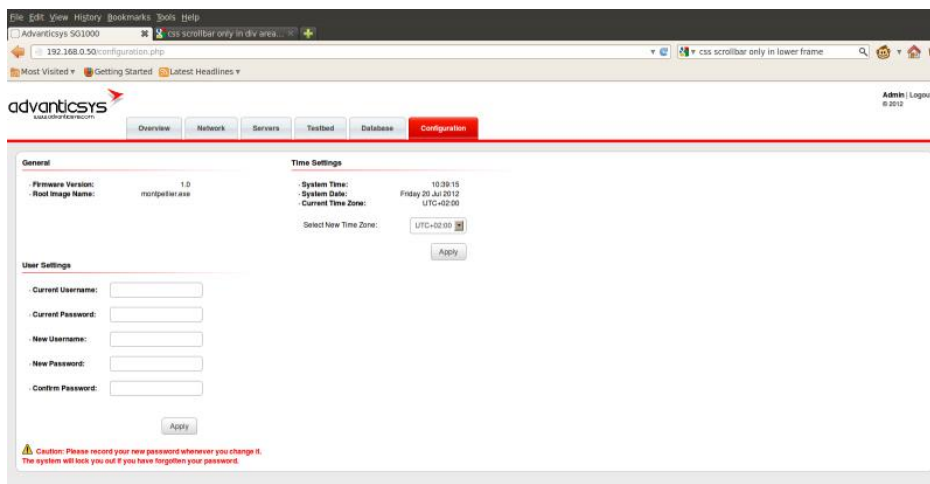 File Edit View History Bookmarks Tools Help
Advanticsys SG1000 css scrollbar only in div area...
192.168.0.50/configuration.php css scrollbar only in lower frame
Most Visited Getting Started Latest Headlines
advanticsys
www.advanticsys.com
Admin | Logou
© 2012
Overview Network Servers Testbed Database Configuration
General
- Firmware Version: 1.0
- Root Image Name: montpellier.exe
Time Settings
- System Time: 10:39:15
- System Date: Friday 20 Jul 2012
- Current Time Zone: UTC+02:00
Select New Time Zone: UTC+02:00
Apply
User Settings
- Current Username:
- Current Password:
- New Username:
- New Password:
- Confirm Password:
Apply
Caution: Please record your new password whenever you change it.
The system will lock you out if you have forgotten your password.